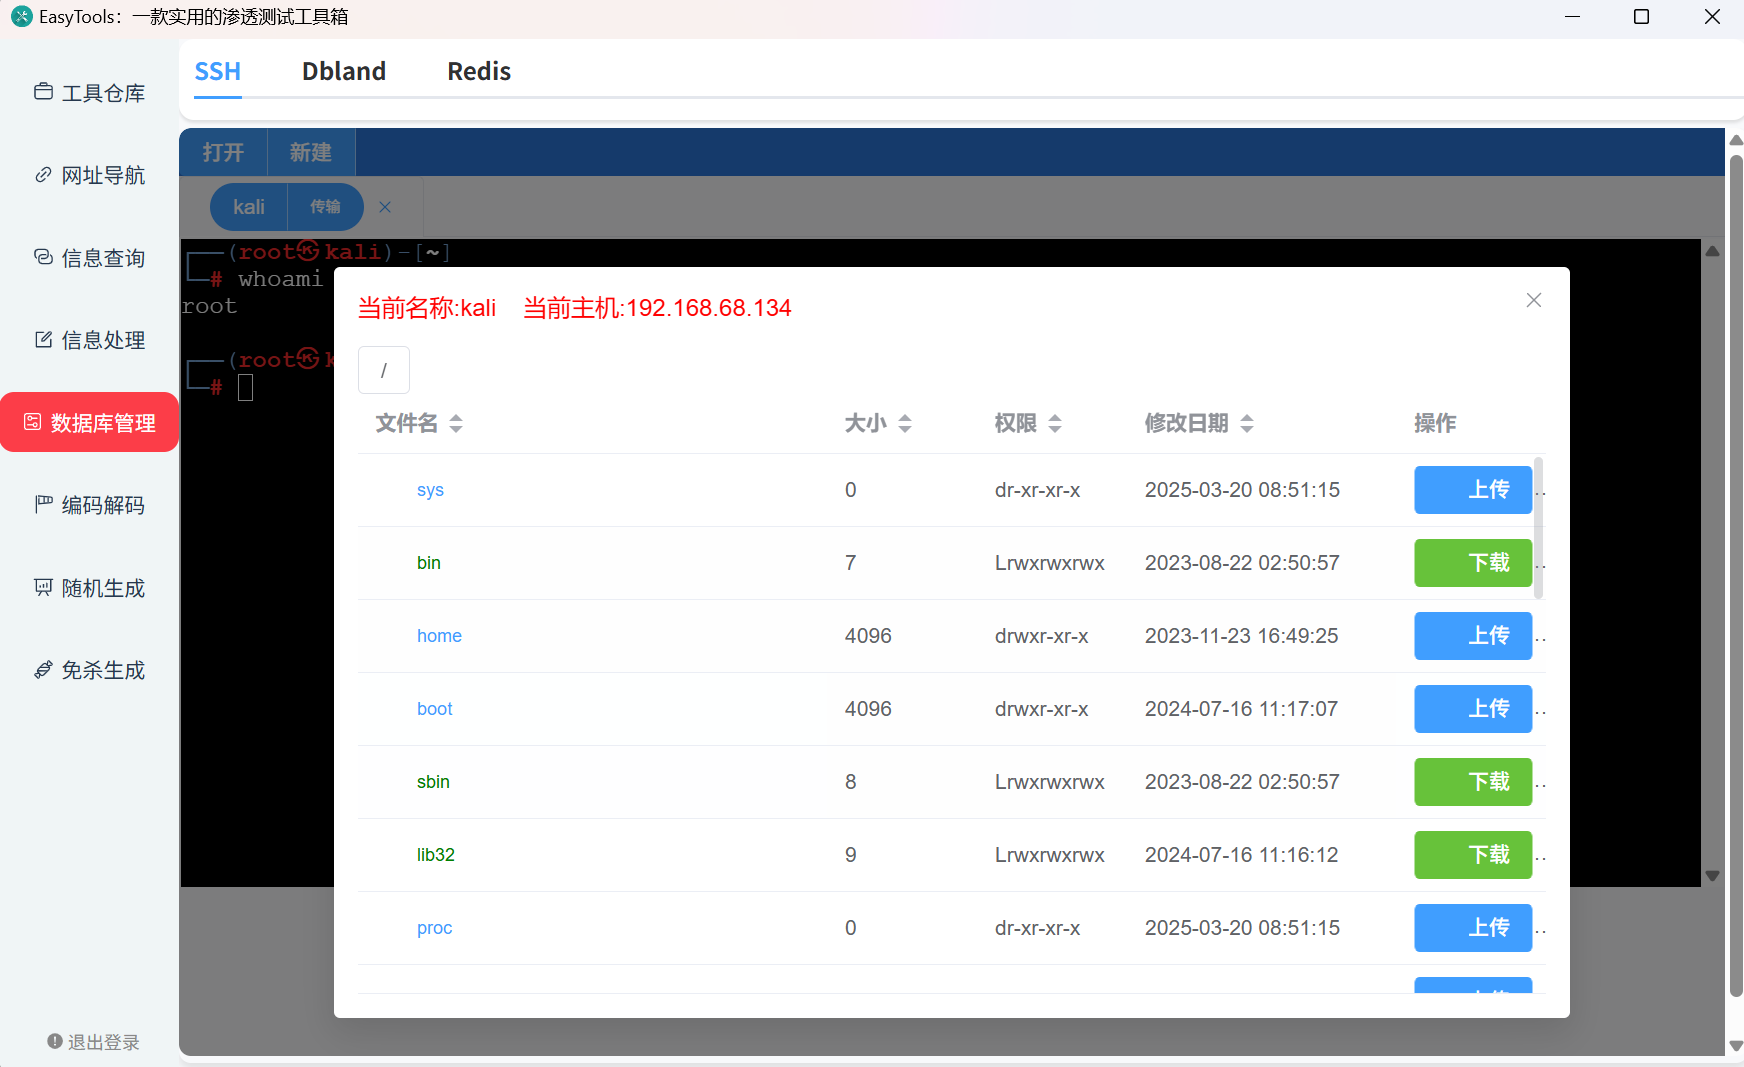 EasyTools：一款实用的渗透测试工具箱
SSH Dbland Redis
工具仓库
网址导航
信息查询
信息处理
数据库管理
编码解码
随机生成
免杀生成
退出登录
打开 新建
kali 传输
(root㉿kali)-[~]
# whoami
root
(root㉿k
#
当前名称:kali 当前主机:192.168.68.134
/
文件名 大小 权限 修改日期 操作
sys 0 dr-xr-xr-x 2025-03-20 08:51:15 上传 ..
bin 7 Lrwxrwxrwx 2023-08-22 02:50:57 下载 ..
home 4096 drwxr-xr-x 2023-11-23 16:49:25 上传 ..
boot 4096 drwxr-xr-x 2024-07-16 11:17:07 上传 ..
sbin 8 Lrwxrwxrwx 2023-08-22 02:50:57 下载 ..
lib32 9 Lrwxrwxrwx 2024-07-16 11:16:12 下载 ..
proc 0 dr-xr-xr-x 2025-03-20 08:51:15 上传 ..